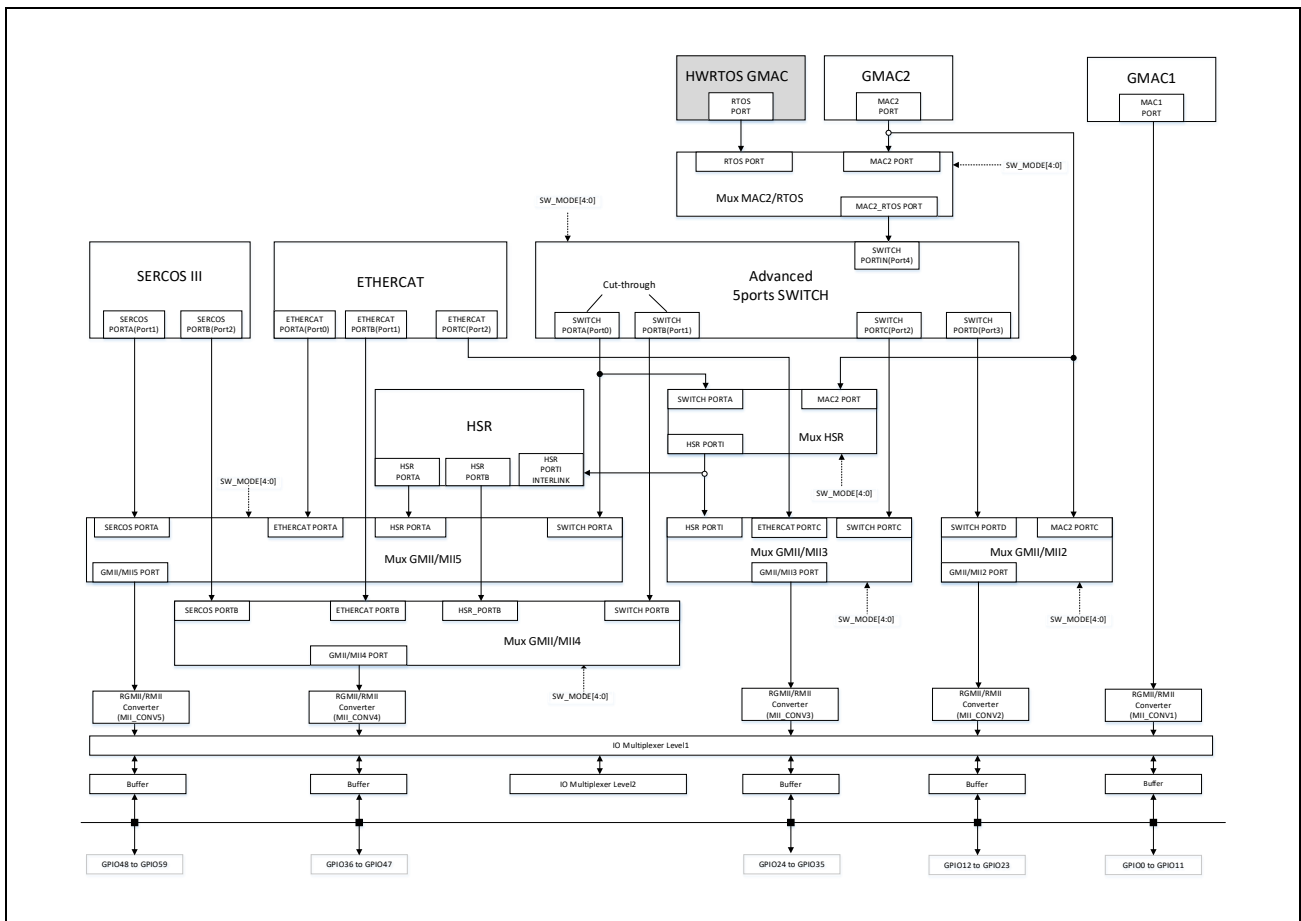 HWRTOS GMAC
RTOS
PORT
GMAC2
MAC2
PORT
GMAC1
MAC1
PORT
RTOS PORT
MAC2 PORT
Mux MAC2/RTOS
MAC2_RTOS PORT
SW_MODE[4:0]
SW_MODE[4:0]
SERCOS III
SERCOS
PORTA(Port1)
SERCOS
PORTB(Port2)
ETHERCAT
ETHERCAT
PORTA(Port0)
ETHERCAT
PORTB(Port1)
ETHERCAT
PORTC(Port2)
SWITCH
PORTIN(Port4)
Advanced
5ports SWITCH
Cut-through
SWITCH
PORTA(Port0)
SWITCH
PORTB(Port1)
SWITCH
PORTC(Port2)
SWITCH
PORTD(Port3)
HSR
HSR
PORTA
HSR
PORTB
HSR
PORTI
INTERLINK
SWITCH PORTA
MAC2 PORT
Mux HSR
HSR PORTI
SW_MODE[4:0]
SW_MODE[4:0]
SERCOS PORTA
ETHERCAT PORTA
HSR PORTA
SWITCH PORTA
Mux GMII/MII5
GMII/MII5 PORT
HSR PORTI
ETHERCAT PORTC
SWITCH PORTC
Mux GMII/MII3
GMII/MII3 PORT
SWITCH PORTD
MAC2 PORTC
Mux GMII/MII2
GMII/MII2 PORT
SW_MODE[4:0]
SW_MODE[4:0]
SERCOS PORTB
ETHERCAT PORTB
HSR_PORTB
SWITCH PORTB
Mux GMII/MII4
GMII/MII4 PORT
SW_MODE[4:0]
RGMII/RMII
Converter
(MII_CONV5)
RGMII/RMII
Converter
(MII_CONV4)
RGMII/RMII
Converter
(MII_CONV3)
RGMII/RMII
Converter
(MII_CONV2)
RGMII/RMII
Converter
(MII_CONV1)
IO Multiplexer Level1
Buffer
Buffer
IO Multiplexer Level2
Buffer
Buffer
Buffer
GPIO48 to GPIO59
GPIO36 to GPIO47
GPIO24 to GPIO35
GPIO12 to GPIO23
GPIO0 to GPIO11